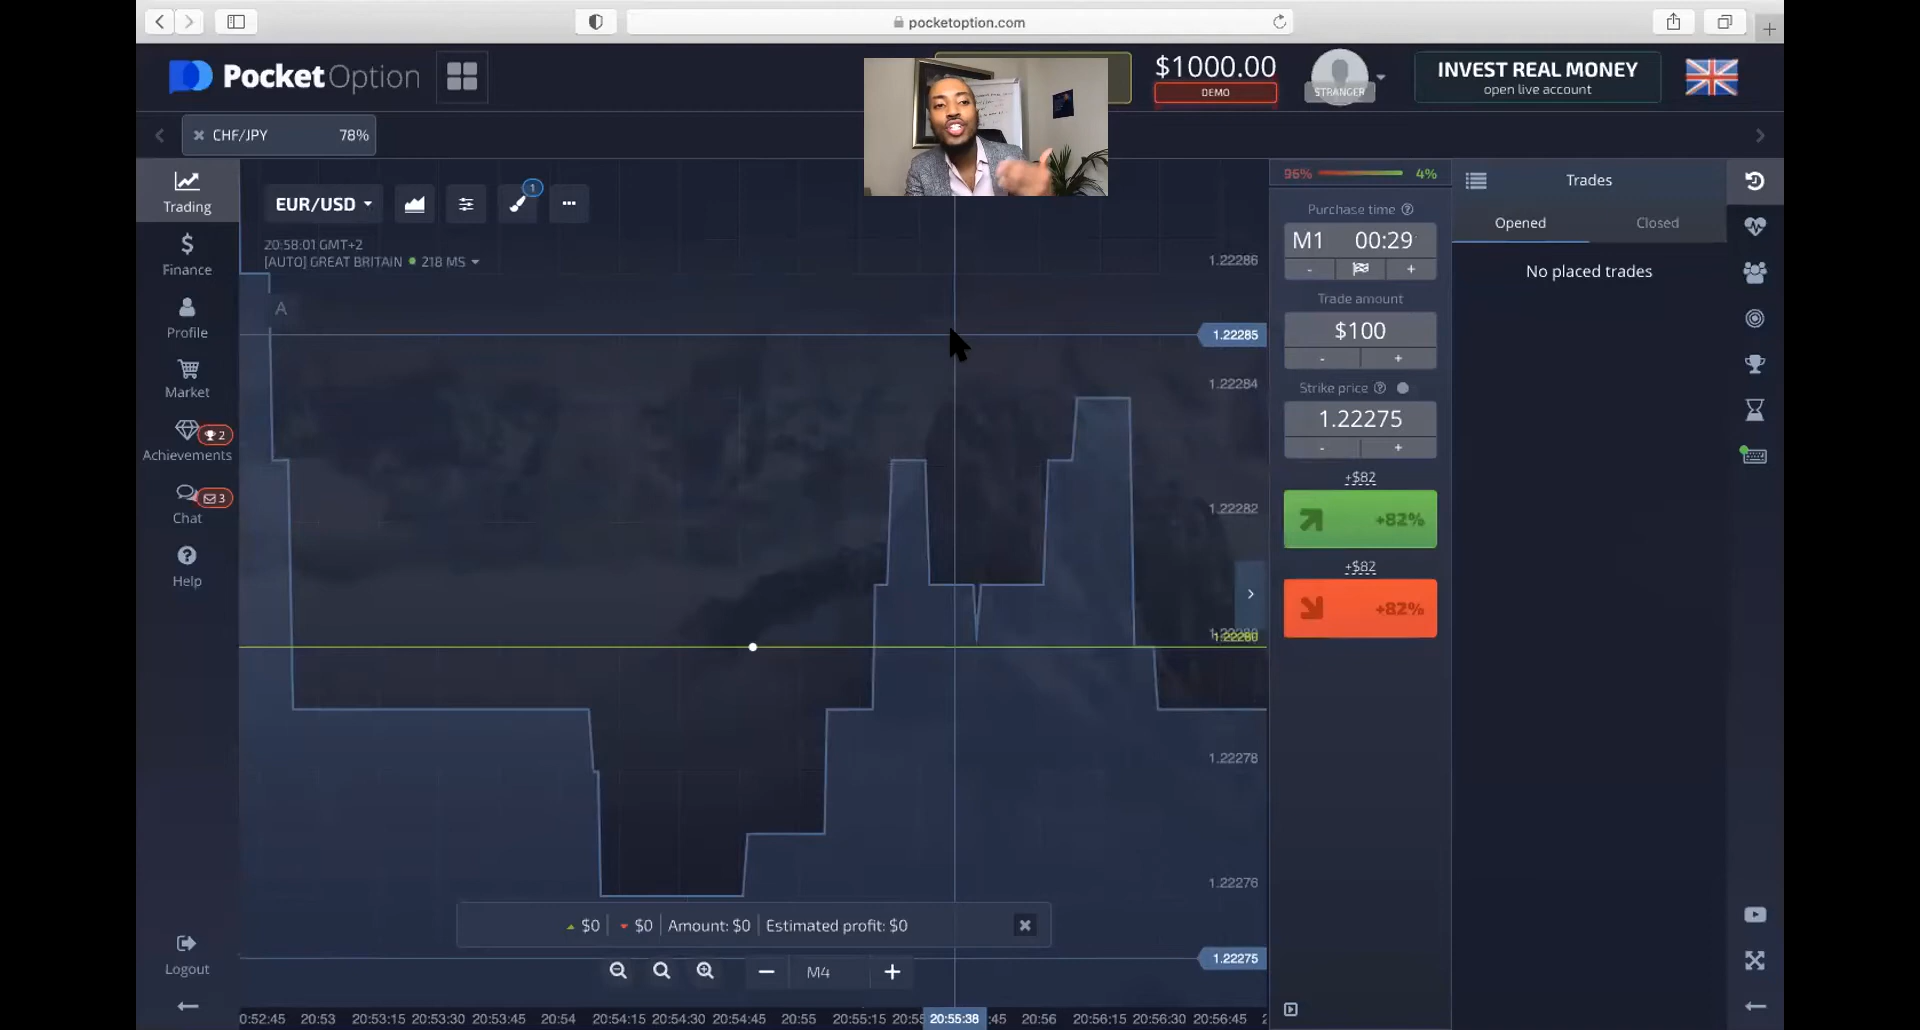 pocketoption.com
PocketOption
$1000.00
DEMO
STRANGER
INVEST REAL MONEY
open live account
CHF/JPY 78%
Trading
Finance
Profile
Market
2
Achievements
3
Chat
Help
Logout
EUR/USD
1
20:58:01 GMT+2
[AUTO] GREAT BRITAIN 218 MS
A
1.22286
1.22285
1.22284
1.22282
1.22280
1.22278
1.22276
1.22275
$0 $0 Amount: $0 Estimated profit: $0
M4
0:52:45 20:53 20:53:15 20:53:30 20:53:45 20:54 20:54:15 20:54:30 20:54:45 20:55 20:55:15 20:55 20:55:38 :45 20:56 20:56:15 20:56:30 20:56:45
96% 4%
Purchase time
M1 00:29
- +
Trade amount
$100
- +
Strike price
1.22275
- +
+$82
+82%
+$82
+82%
Trades
Opened Closed
No placed trades